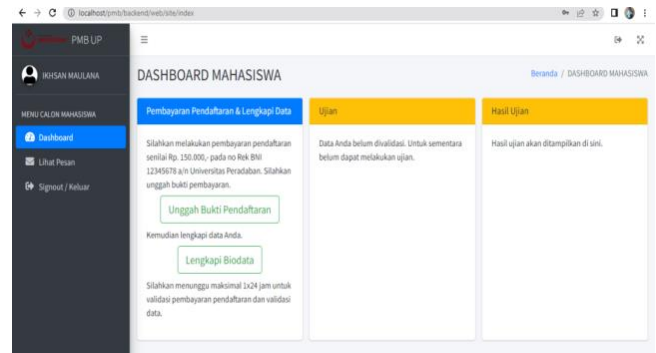 localhost/pmb/backend/web/site/index
PMB UP
IKHSAN MAULANA
MENU CALON MAHASISWA
Dashboard
Lihat Pesan
Signout / Keluar
DASHBOARD MAHASISWA
Beranda / DASHBOARD MAHASISWA
Pembayaran Pendaftaran & Lengkapi Data
Silahkan melakukan pembayaran pendaftaran
senilai Rp. 150.000,- pada no Rek BNI
12345678 a/n Universitas Peradaban. Silahkan
unggah bukti pembayaran.
Unggah Bukti Pendaftaran
Kemudian lengkapi data Anda.
Lengkapi Biodata
Silahkan menunggu maksimal 1x24 jam untuk
validasi pembayaran pendaftaran dan validasi
data.
Ujian
Data Anda belum divalidasi. Untuk sementara
belum dapat melakukan ujian.
Hasil Ujian
Hasil ujian akan ditampilkan di sini.